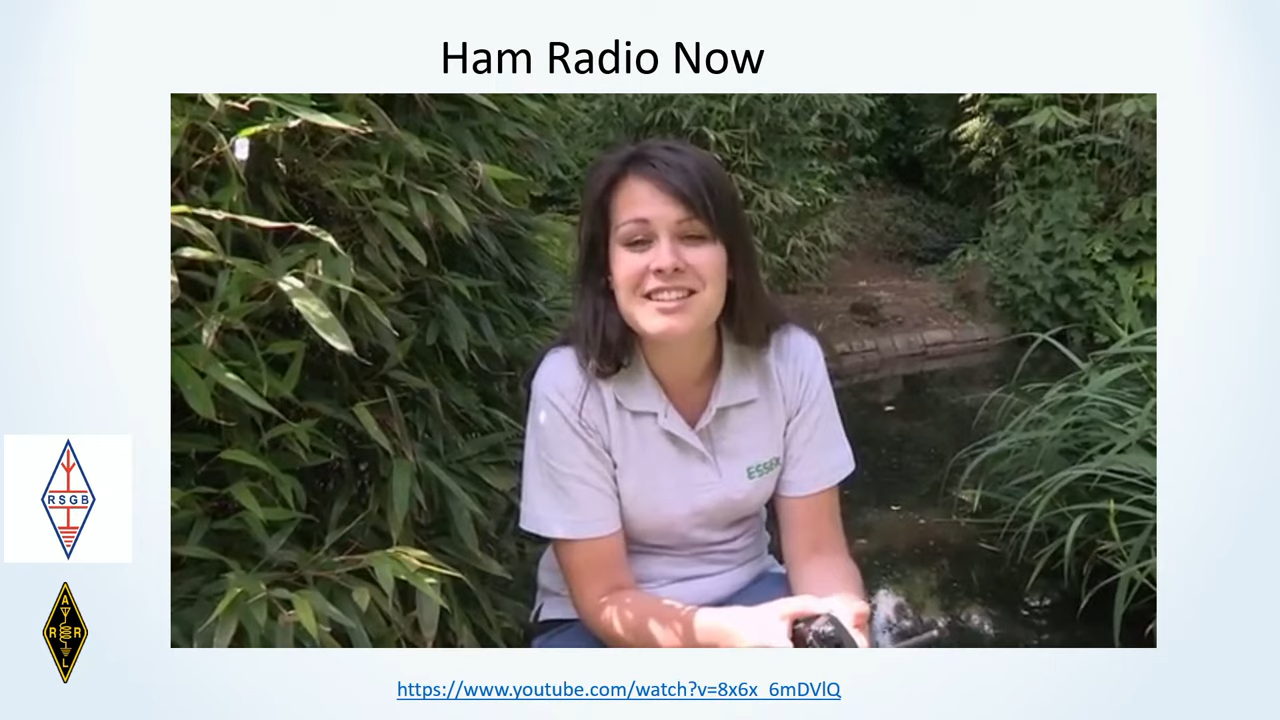 Ham Radio Now
ESSEX
RSGB
A
R R
L
https://www.youtube.com/watch?v=8x6x_6mDVlQ